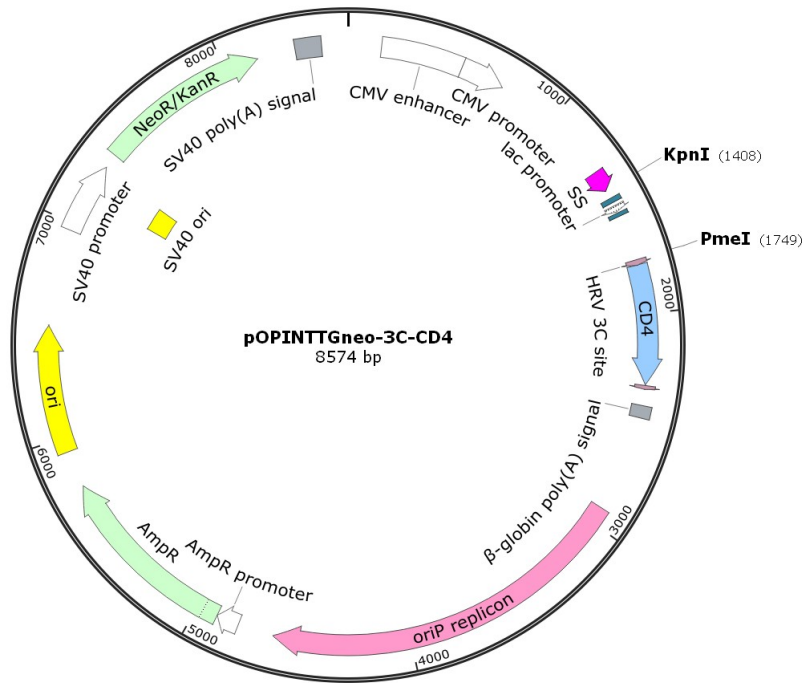 8000
NeoR/KanR
SV40 poly(A) signal
CMV enhancer
CMV promoter
1000
KpnI (1408)
SS
lac promoter
PmeI (1749)
7000
SV40 promoter
SV40 ori
2000
HRV 3C site
CD4
pOPINTTGneo-3C-CD4
8574 bp
ori
β-globin poly(A) signal
6000
3000
AmpR
AmpR promoter
oriP replicon
5000
4000